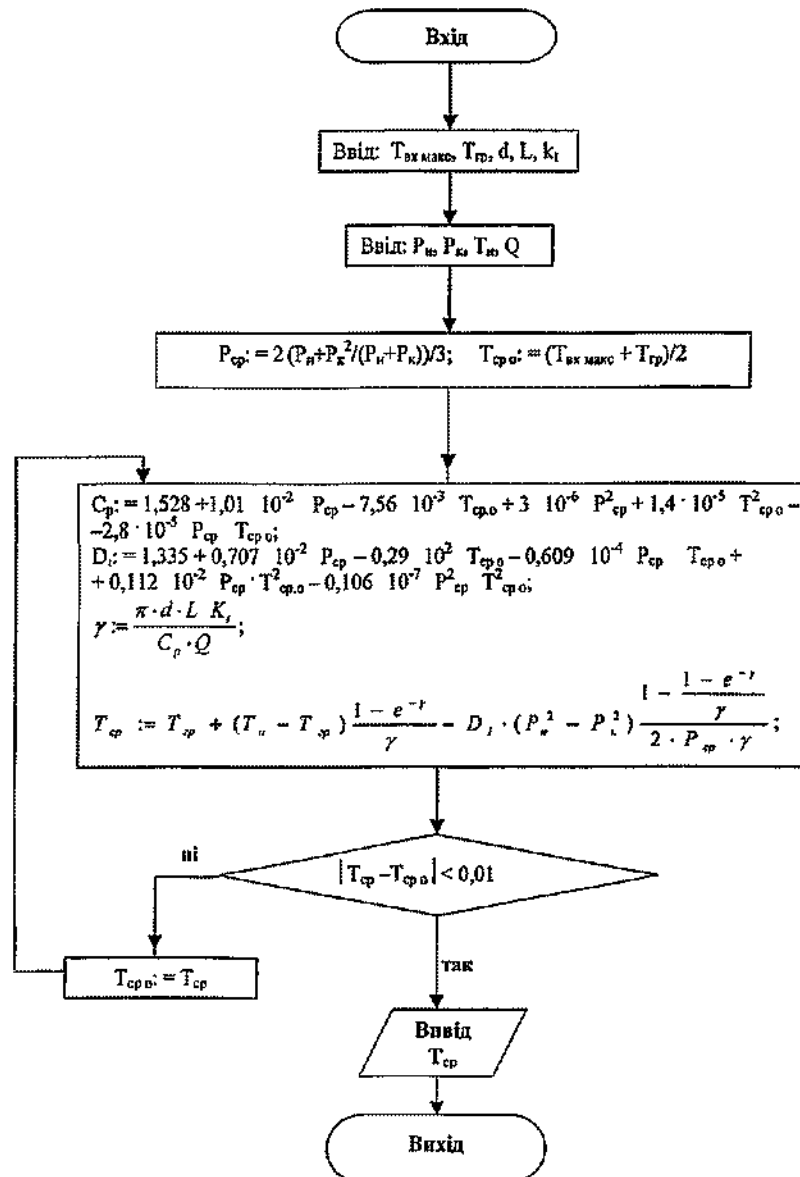 Вхід
Ввід: Tвх макс, Tгр, d, L, kt
Ввід: Pн, Pк, Tн, Q
Pср: = 2 (Pн+Pк²/(Pн+Pк))/3; Tср о: = (Tвх макс + Tгр)/2
Cp: = 1,528 +1,01 10⁻² Pср – 7,56 10⁻³ Tср.о + 3 10⁻⁶ P²ср + 1,4 · 10⁻⁵ T²ср о –
–2,8 · 10⁻⁵ Pср Tср о;
Di: = 1,335 + 0,707 10⁻² Pср – 0,29 10² Tср о – 0,609 10⁻⁴ Pср Tср о +
+ 0,112 10⁻² Pср · T²ср.о – 0,106 10⁻⁷ P²ср T²ср о;
γ := π · d · L Kt / Cp · Q;
Tср := Tгр + (Tн – Tгр) 1 – e⁻ᵞ / γ – Di · (Pн² – Pк²) 1 – 1 – e⁻ᵞ / γ / 2 · Pср · γ;
|Tср – Tср о| < 0,01
ні
Tср о: = Tср
так
Вивід
Tср
Вихід